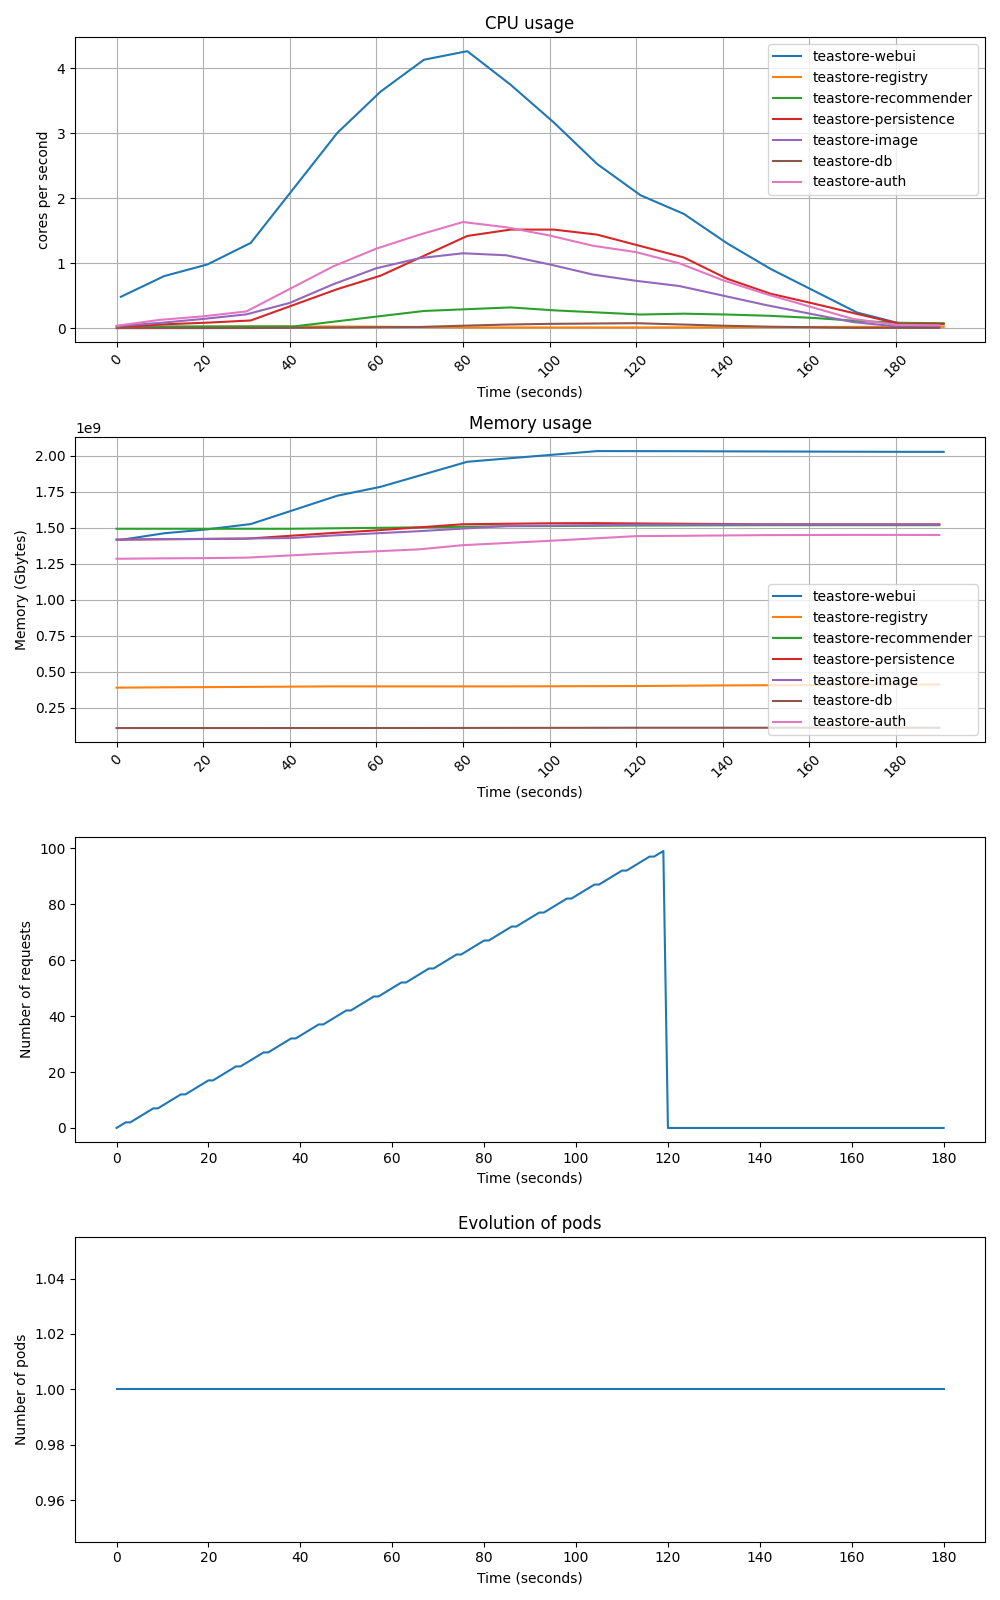 CPU usage
4
3
2
1
0
cores per second
teastore-webui
teastore-registry
teastore-recommender
teastore-persistence
teastore-image
teastore-db
teastore-auth
0 20 40 60 80 100 120 140 160 180
Time (seconds)
Memory usage
1e9
2.00
1.75
1.50
1.25
1.00
0.75
0.50
0.25
Memory (Gbytes)
teastore-webui
teastore-registry
teastore-recommender
teastore-persistence
teastore-image
teastore-db
teastore-auth
0 20 40 60 80 100 120 140 160 180
Time (seconds)
100
80
60
40
20
0
Number of requests
0 20 40 60 80 100 120 140 160 180
Time (seconds)
Evolution of pods
1.04
1.02
1.00
0.98
0.96
Number of pods
0 20 40 60 80 100 120 140 160 180
Time (seconds)